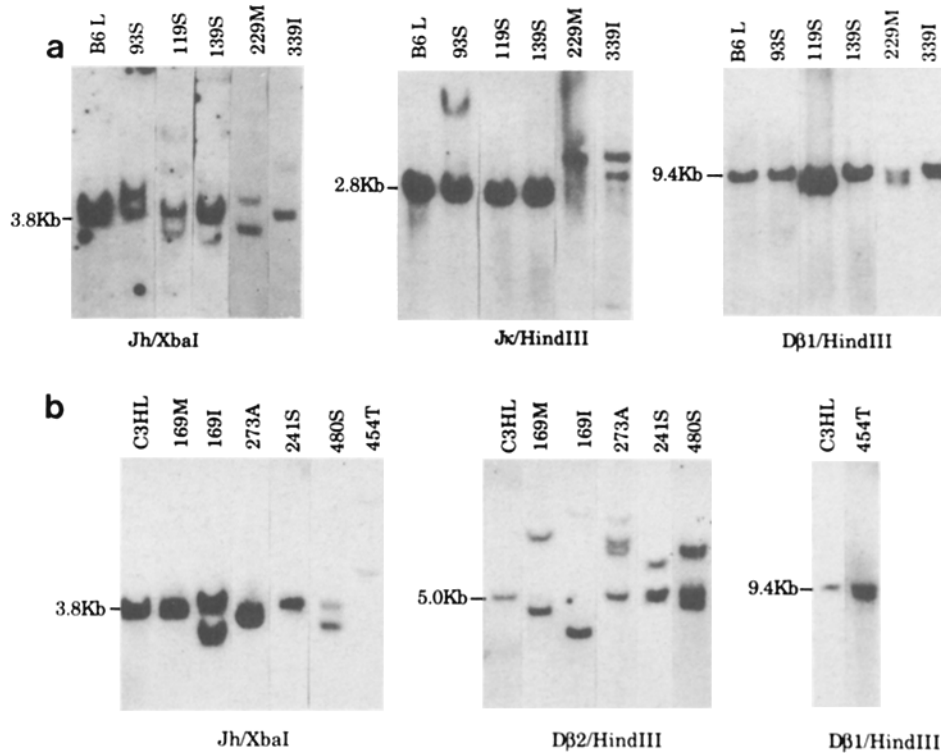 a
B6 L 93S 119S 139S 229M 339I
B6 L 93S 119S 139S 229M 339I
B6 L 93S 119S 139S 229M 339I
3.8Kb
2.8Kb
9.4Kb
Jh/XbaI
Jκ/HindIII
Dβ1/HindIII
b
C3HL 169M 169I 273A 241S 480S 454T
C3HL 169M 169I 273A 241S 480S
C3HL 454T
3.8Kb
5.0Kb
9.4Kb
Jh/XbaI
Dβ2/HindIII
Dβ1/HindIII